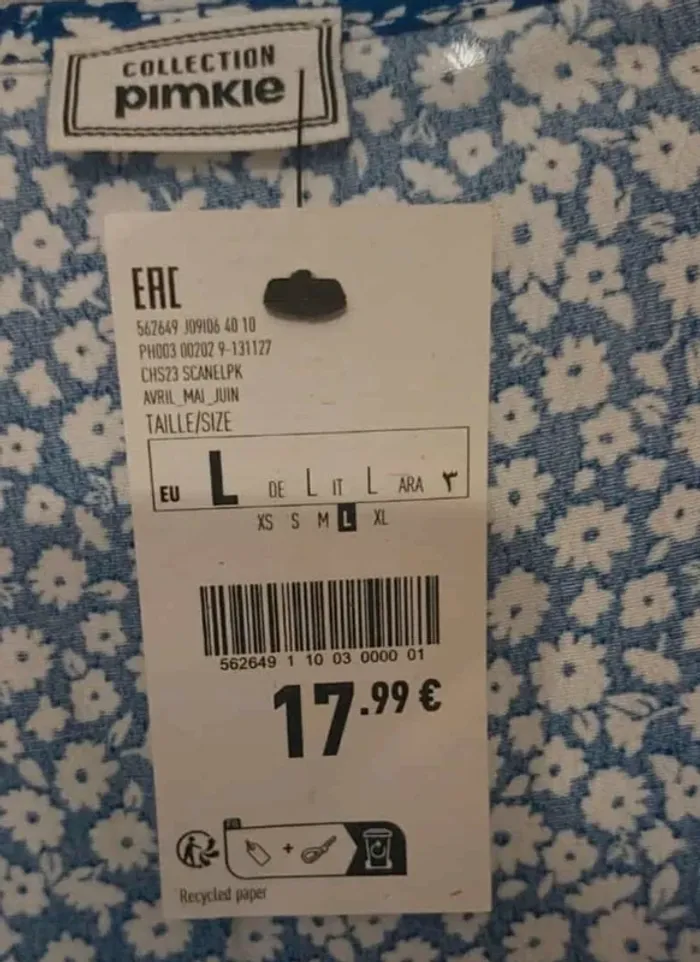 COLLECTION
pimkie
EAC
562649 J09106 40 10
PH003 00202 9-131127
CHS23 SCANELPK
AVRIL_MAI_JUIN
TAILLE/SIZE
EU L DE L IT L ARA ٣
XS S M L XL
562649 1 10 03 0000 01
17.99 €
FR
+
Recycled paper